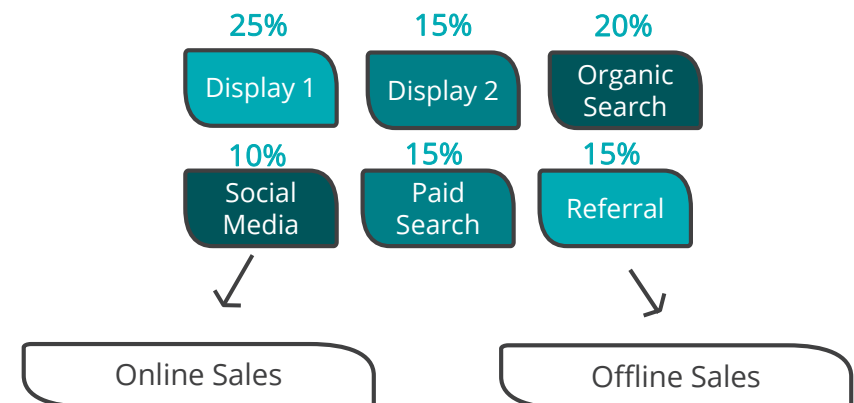 25%
15%
20%
Display 1
Display 2
Organic
Search
10%
15%
15%
Social
Media
Paid
Search
Referral
Online Sales
Offline Sales